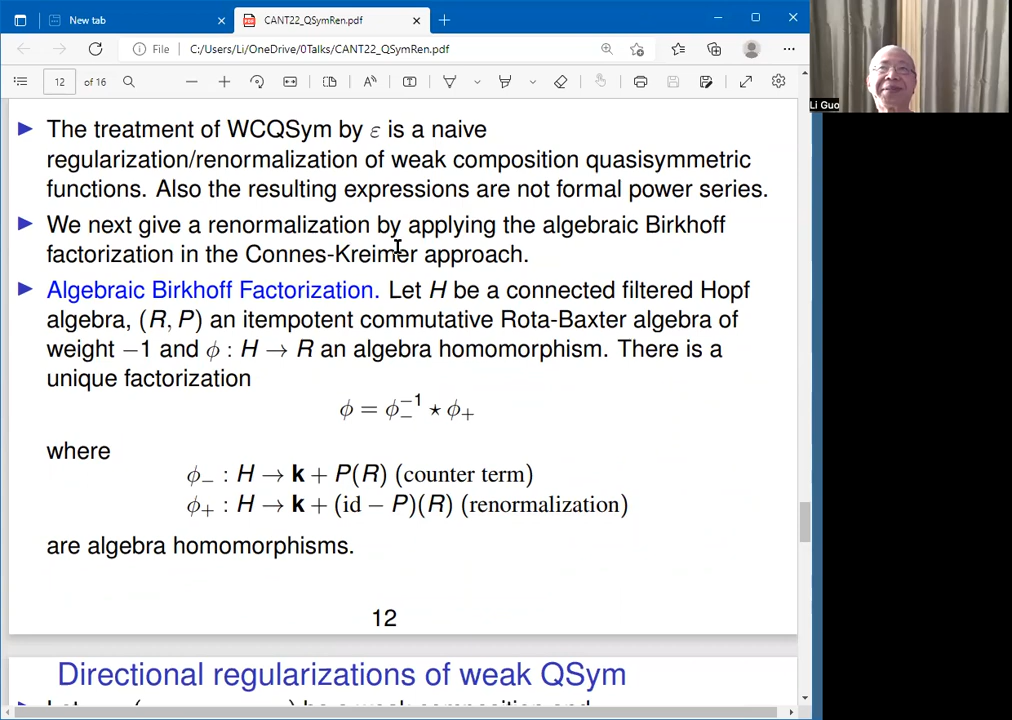 New tab
CANT22_QSymRen.pdf
File
C:/Users/Li/OneDrive/0Talks/CANT22_QSymRen.pdf
12 of 16
Li Guo
► The treatment of WCQSym by ε is a naive
regularization/renormalization of weak composition quasisymmetric
functions. Also the resulting expressions are not formal power series.
► We next give a renormalization by applying the algebraic Birkhoff
factorization in the Connes-Kreimer approach.
► Algebraic Birkhoff Factorization. Let H be a connected filtered Hopf
algebra, (R, P) an itempotent commutative Rota-Baxter algebra of
weight −1 and ϕ : H → R an algebra homomorphism. There is a
unique factorization
ϕ = ϕ₋⁻¹ ⋆ ϕ₊
where
ϕ₋ : H → k + P(R) (counter term)
ϕ₊ : H → k + (id − P)(R) (renormalization)
are algebra homomorphisms.
12
Directional regularizations of weak QSym